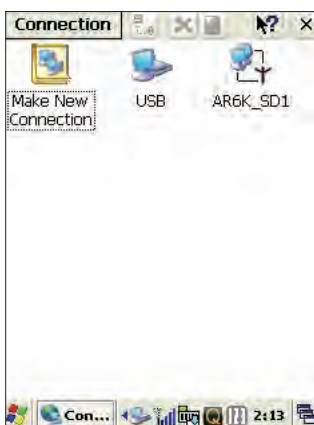 Connection
Make New Connection
USB
AR6K_SD1
Con...
2:13